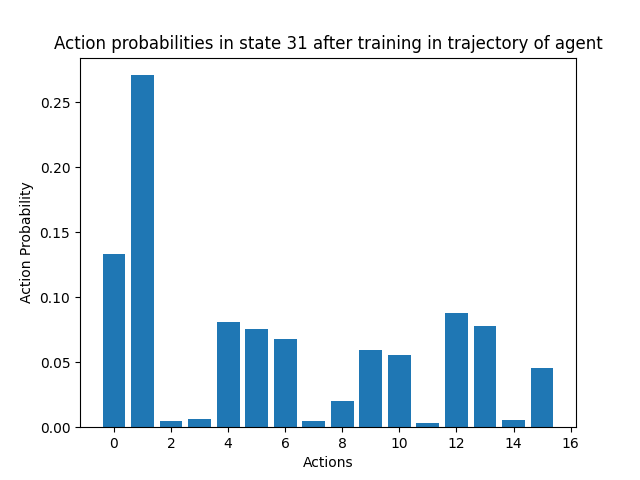 Action probabilities in state 31 after training in trajectory of agent
0.25
0.20
0.15
0.10
0.05
0.00
Action Probability
0 2 4 6 8 10 12 14 16
Actions